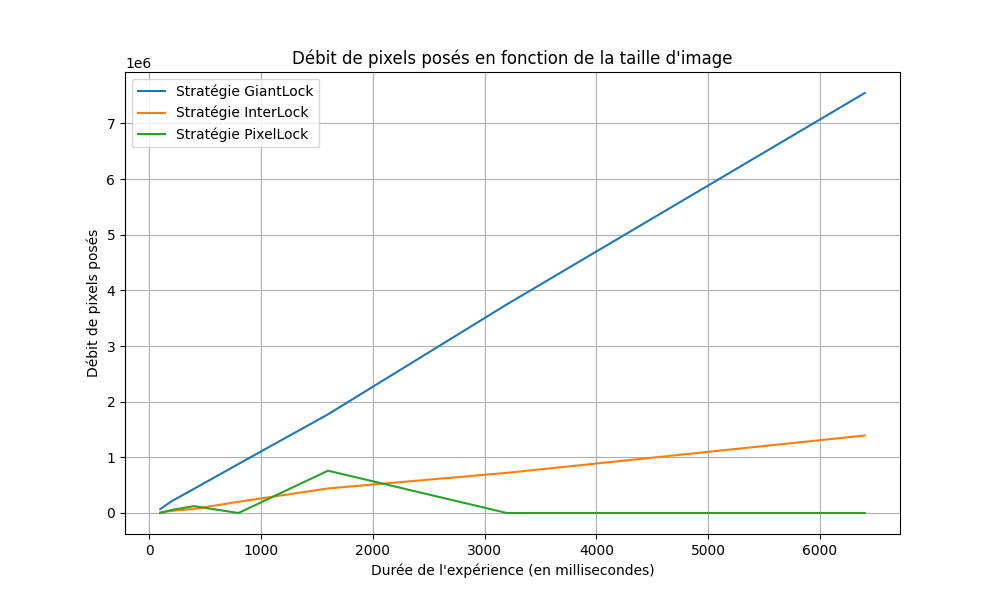 Débit de pixels posés en fonction de la taille d'image
1e6
Stratégie GiantLock
Stratégie InterLock
Stratégie PixelLock
7
6
5
4
3
2
1
0
Débit de pixels posés
0 1000 2000 3000 4000 5000 6000
Durée de l'expérience (en millisecondes)